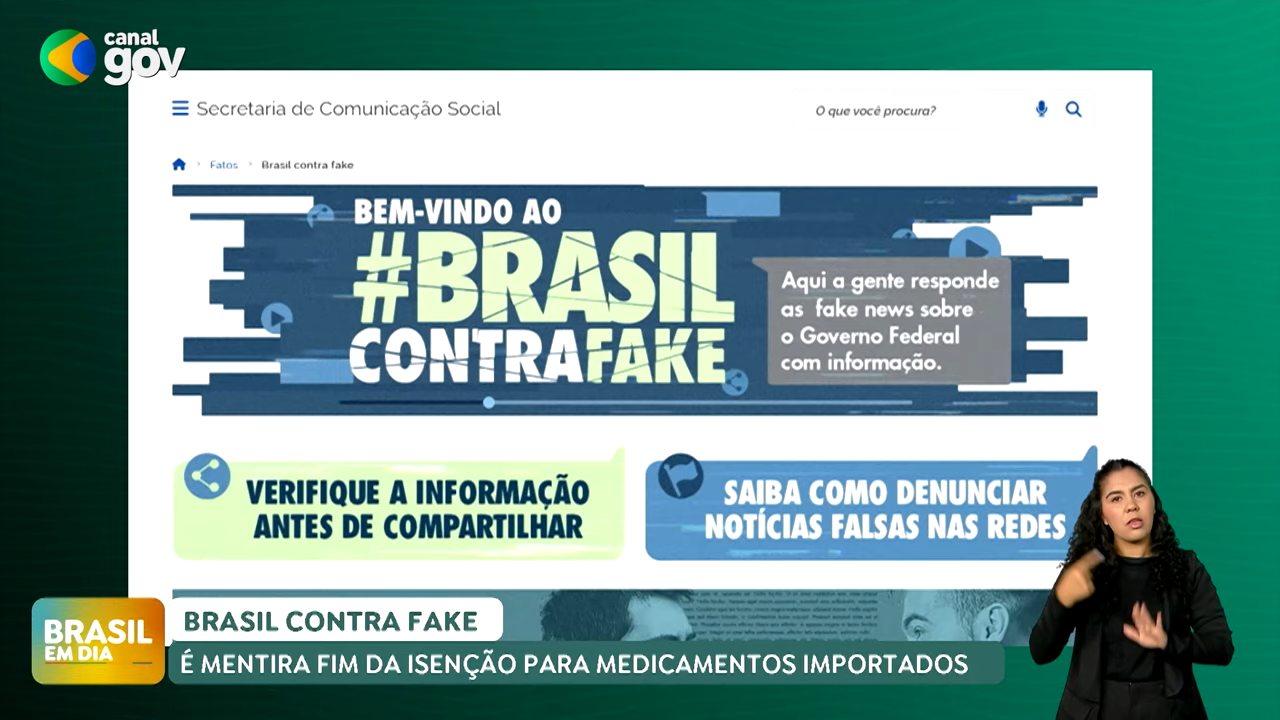 canal
gov
Secretaria de Comunicação Social
O que você procura?
Fatos
Brasil contra fake
BEM-VINDO AO
#BRASIL
CONTRAFAKE
Aqui a gente responde
as fake news sobre
o Governo Federal
com informação.
VERIFIQUE A INFORMAÇÃO
ANTES DE COMPARTILHAR
SAIBA COMO DENUNCIAR
NOTÍCIAS FALSAS NAS REDES
BRASIL
EM DIA
BRASIL CONTRA FAKE
É MENTIRA FIM DA ISENÇÃO PARA MEDICAMENTOS IMPORTADOS